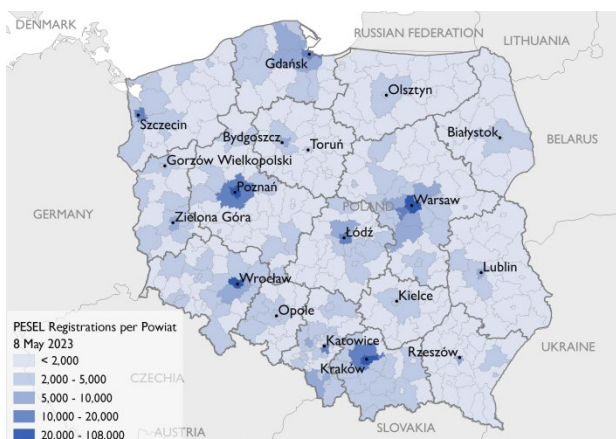 DENMARK
RUSSIAN FEDERATION
LITHUANIA
Gdańsk
Olsztyn
Szczecin
Bydgoszcz
Toruń
Białystok
BELARUS
Gorzów Wielkopolski
Poznań
Warsaw
POLAND
GERMANY
Zielona Góra
Łódź
Wrocław
Lublin
Opole
Kielce
PESEL Registrations per Powiat
8 May 2023
< 2,000
2,000 - 5,000
5,000 - 10,000
10,000 - 20,000
20,000 - 108,000
Katowice
Kraków
Rzeszów
UKRAINE
CZECHIA
AUSTRIA
SLOVAKIA